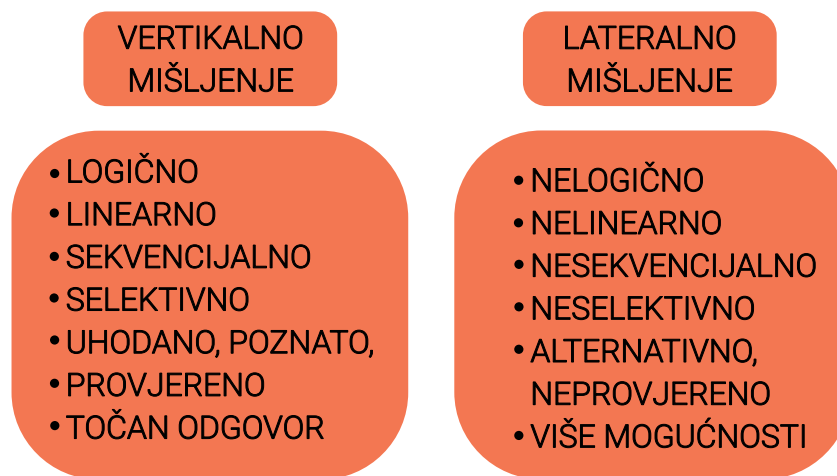 VERTIKALNO
MIŠLJENJE
• LOGIČNO
• LINEARNO
• SEKVENCIJALNO
• SELEKTIVNO
• UHODANO, POZNATO,
• PROVJERENO
• TOČAN ODGOVOR
LATERALNO
MIŠLJENJE
• NELOGIČNO
• NELINEARNO
• NESEKVENCIJALNO
• NESELEKTIVNO
• ALTERNATIVNO,
NEPROVJERENO
• VIŠE MOGUĆNOSTI